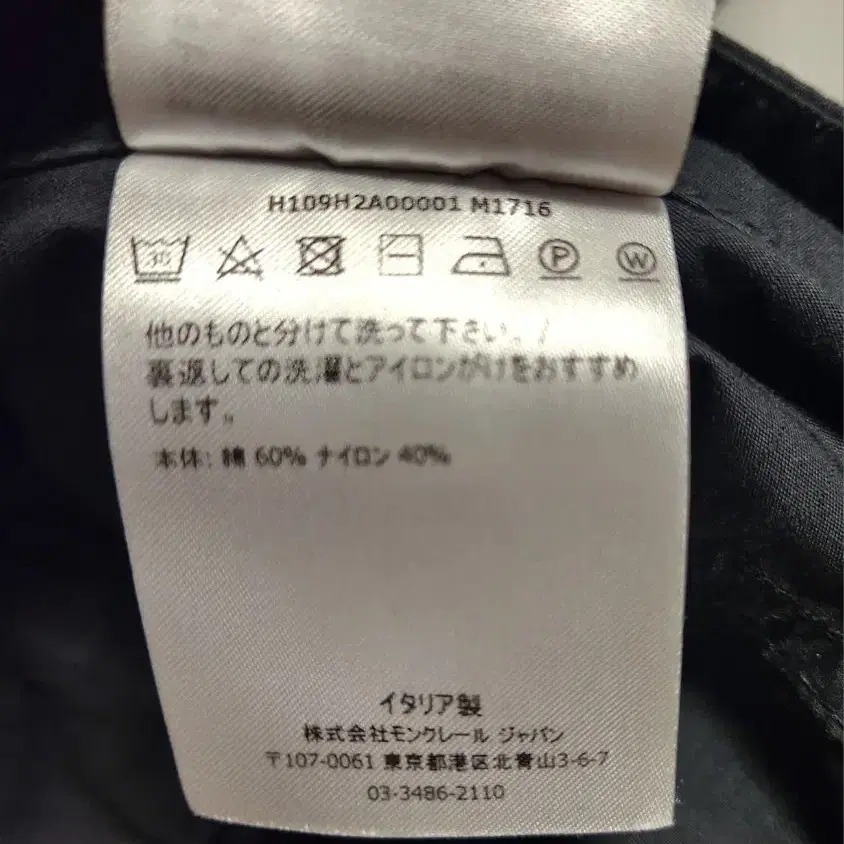 H109H2A00001 M1716
30 P W
他のものと分けて洗って下さい。/
裏返しての洗濯とアイロンがけをおすすめ
します。
本体: 綿 60% ナイロン 40%
イタリア製
株式会社モンクレール ジャパン
〒107-0061 東京都港区北青山3-6-7
03-3486-2110